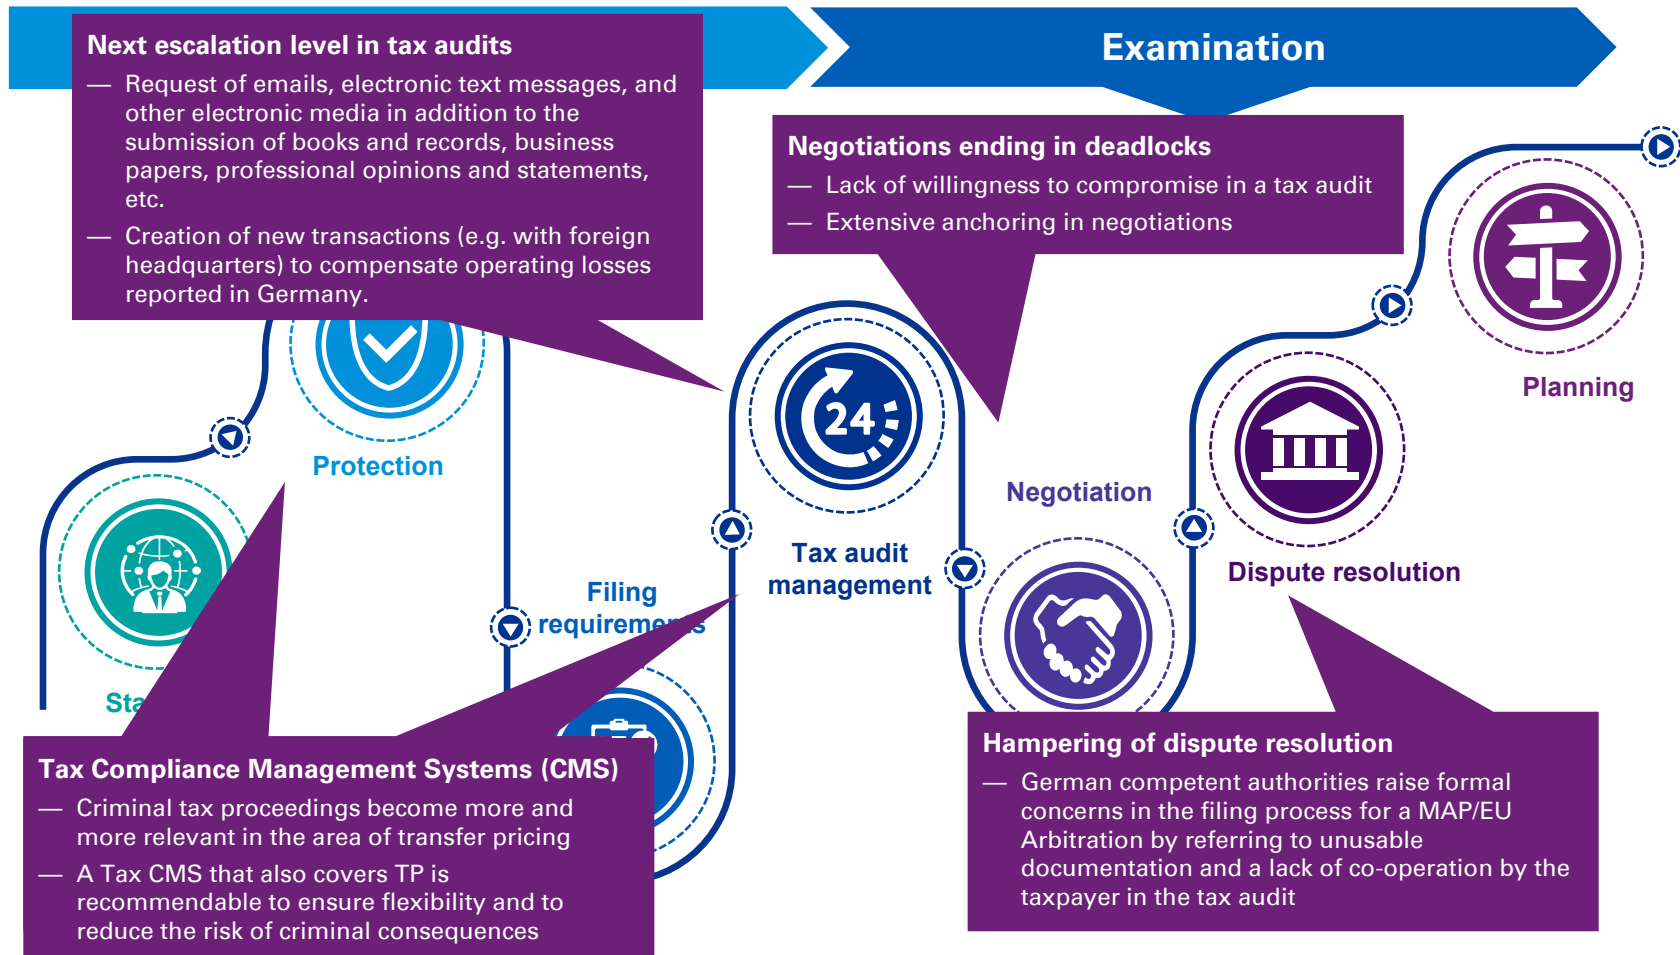 Next escalation level in tax audits
— Request of emails, electronic text messages, and
other electronic media in addition to the
submission of books and records, business
papers, professional opinions and statements,
etc.
— Creation of new transactions (e.g. with foreign
headquarters) to compensate operating losses
reported in Germany.
Examination
Negotiations ending in deadlocks
— Lack of willingness to compromise in a tax audit
— Extensive anchoring in negotiations
Planning
Protection
24
Negotiation
Tax audit
management
Dispute resolution
Filing
requirements
Tax Compliance Management Systems (CMS)
— Criminal tax proceedings become more and
more relevant in the area of transfer pricing
— A Tax CMS that also covers TP is
recommendable to ensure flexibility and to
reduce the risk of criminal consequences
Hampering of dispute resolution
— German competent authorities raise formal
concerns in the filing process for a MAP/EU
Arbitration by referring to unusable
documentation and a lack of co-operation by the
taxpayer in the tax audit